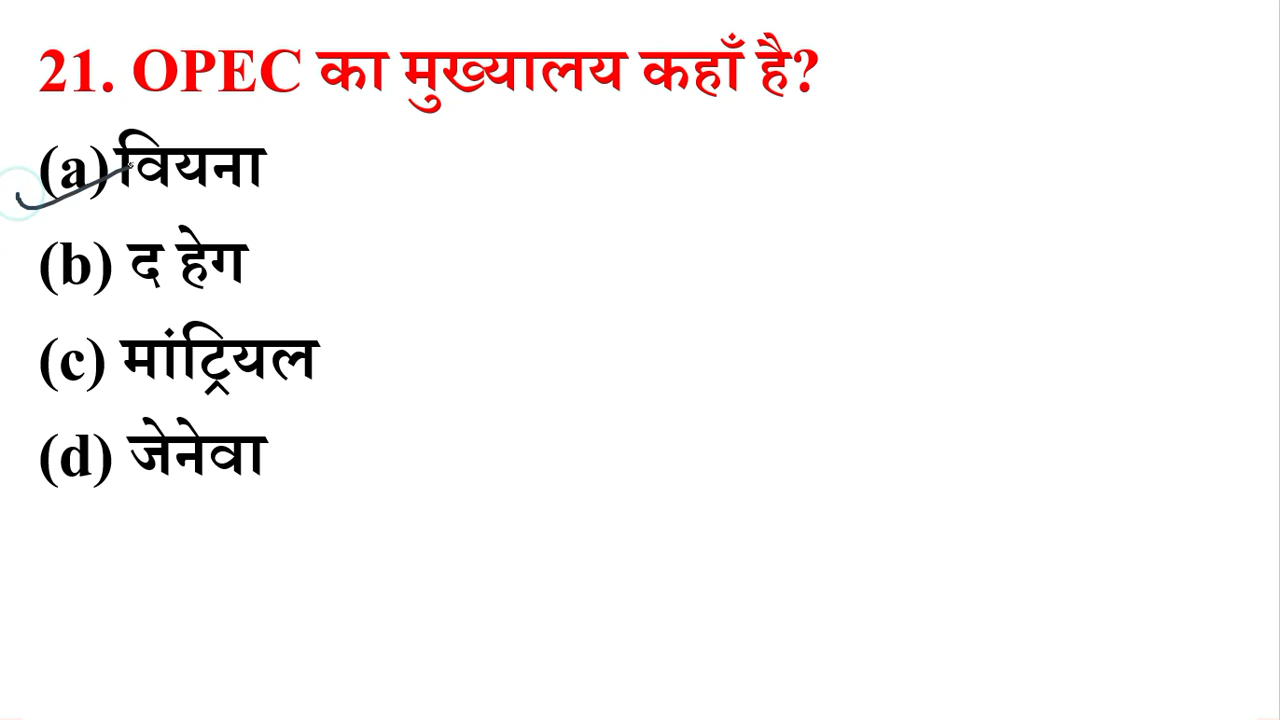 21. OPEC का मुख्यालय कहाँ है?
(a) वियना
(b) द हेग
(c) मांट्रियल
(d) जेनेवा